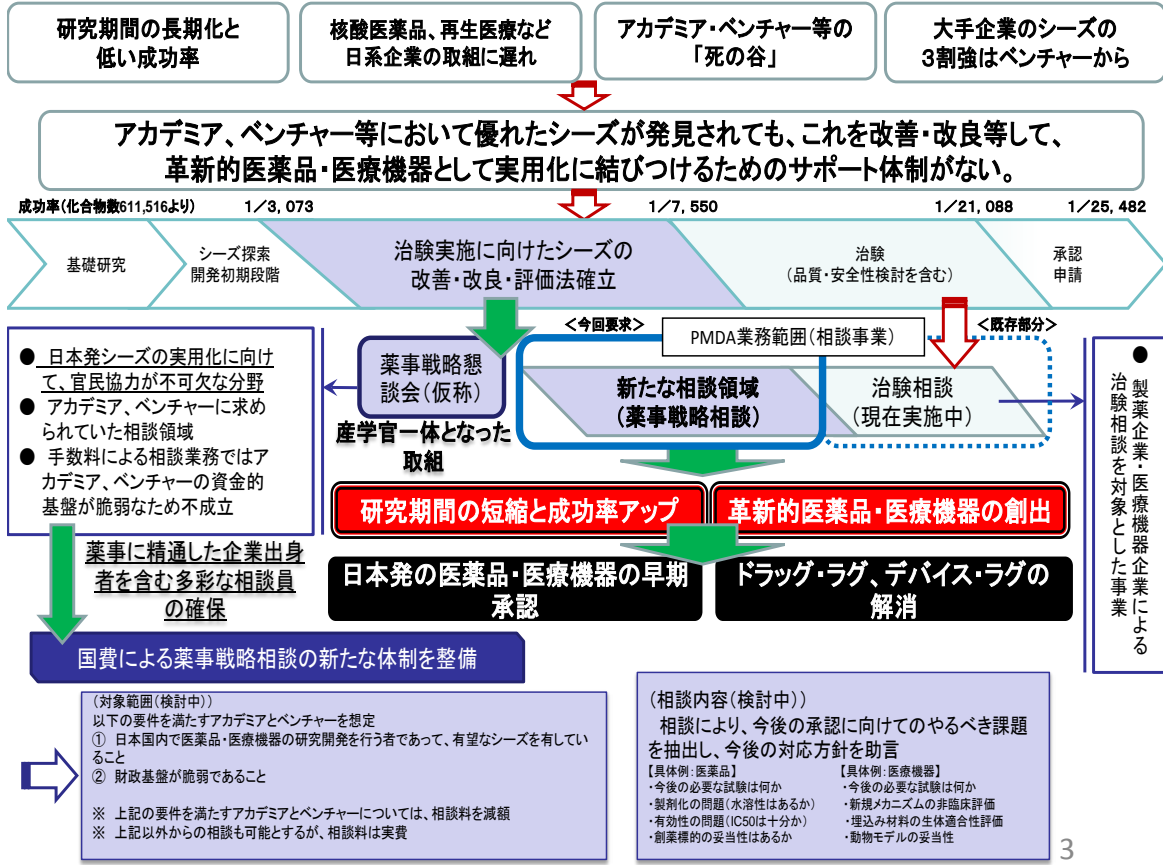 研究期間の長期化と
低い成功率
核酸医薬品、再生医療など
日系企業の取組に遅れ
アカデミア・ベンチャー等の
「死の谷」
大手企業のシーズの
3割強はベンチャーから
アカデミア、ベンチャー等において優れたシーズが発見されても、これを改善・改良等して、
革新的医薬品・医療機器として実用化に結びつけるためのサポート体制がない。
成功率(化合物数611,516より)
1／3,073
1／7,550
1／21,088
1／25,482
基礎研究
シーズ探索
開発初期段階
治験実施に向けたシーズの
改善・改良・評価法確立
治験
(品質・安全性検討を含む)
承認
申請
● 日本発シーズの実用化に向け
て、官民協力が不可欠な分野
● アカデミア、ベンチャーに求め
られていた相談領域
● 手数料による相談業務ではア
カデミア、ベンチャーの資金的
基盤が脆弱なため不成立
薬事戦略懇
談会(仮称)
産学官一体となった
取組
＜今回要求＞
PMDA業務範囲(相談事業)
＜既存部分＞
新たな相談領域
(薬事戦略相談)
治験相談
(現在実施中)
● 製薬企業・医療機器企業による
治験相談を対象とした事業
研究期間の短縮と成功率アップ
革新的医薬品・医療機器の創出
日本発の医薬品・医療機器の早期
承認
ドラッグ・ラグ、デバイス・ラグの
解消
薬事に精通した企業出身
者を含む多彩な相談員
の確保
国費による薬事戦略相談の新たな体制を整備
(対象範囲(検討中))
以下の要件を満たすアカデミアとベンチャーを想定
① 日本国内で医薬品・医療機器の研究開発を行う者であって、有望なシーズを有してい
ること
② 財政基盤が脆弱であること
※ 上記の要件を満たすアカデミアとベンチャーについては、相談料を減額
※ 上記以外からの相談も可能とするが、相談料は実費
(相談内容(検討中))
相談により、今後の承認に向けてのやるべき課題
を抽出し、今後の対応方針を助言
【具体例：医薬品】
・今後の必要な試験は何か
・製剤化の問題(水溶性はあるか)
・有効性の問題(IC50は十分か)
・創薬標的の妥当性はあるか
【具体例：医療機器】
・今後の必要な試験は何か
・新規メカニズムの非臨床評価
・埋込み材料の生体適合性評価
・動物モデルの妥当性
3